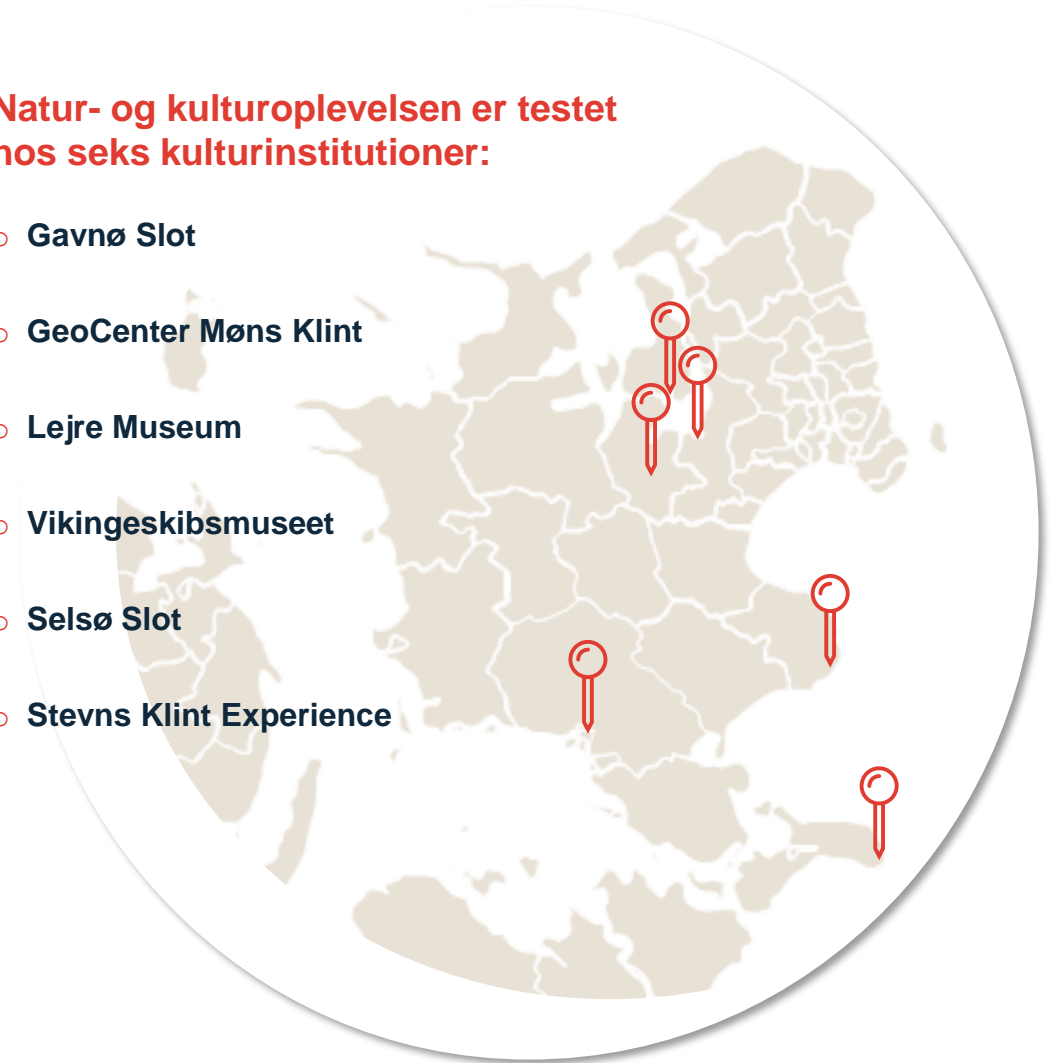 Natur- og kulturoplevelsen er testet
hos seks kulturinstitutioner:
Gavnø Slot
GeoCenter Møns Klint
Lejre Museum
Vikingeskibsmuseet
Selsø Slot
Stevns Klint Experience